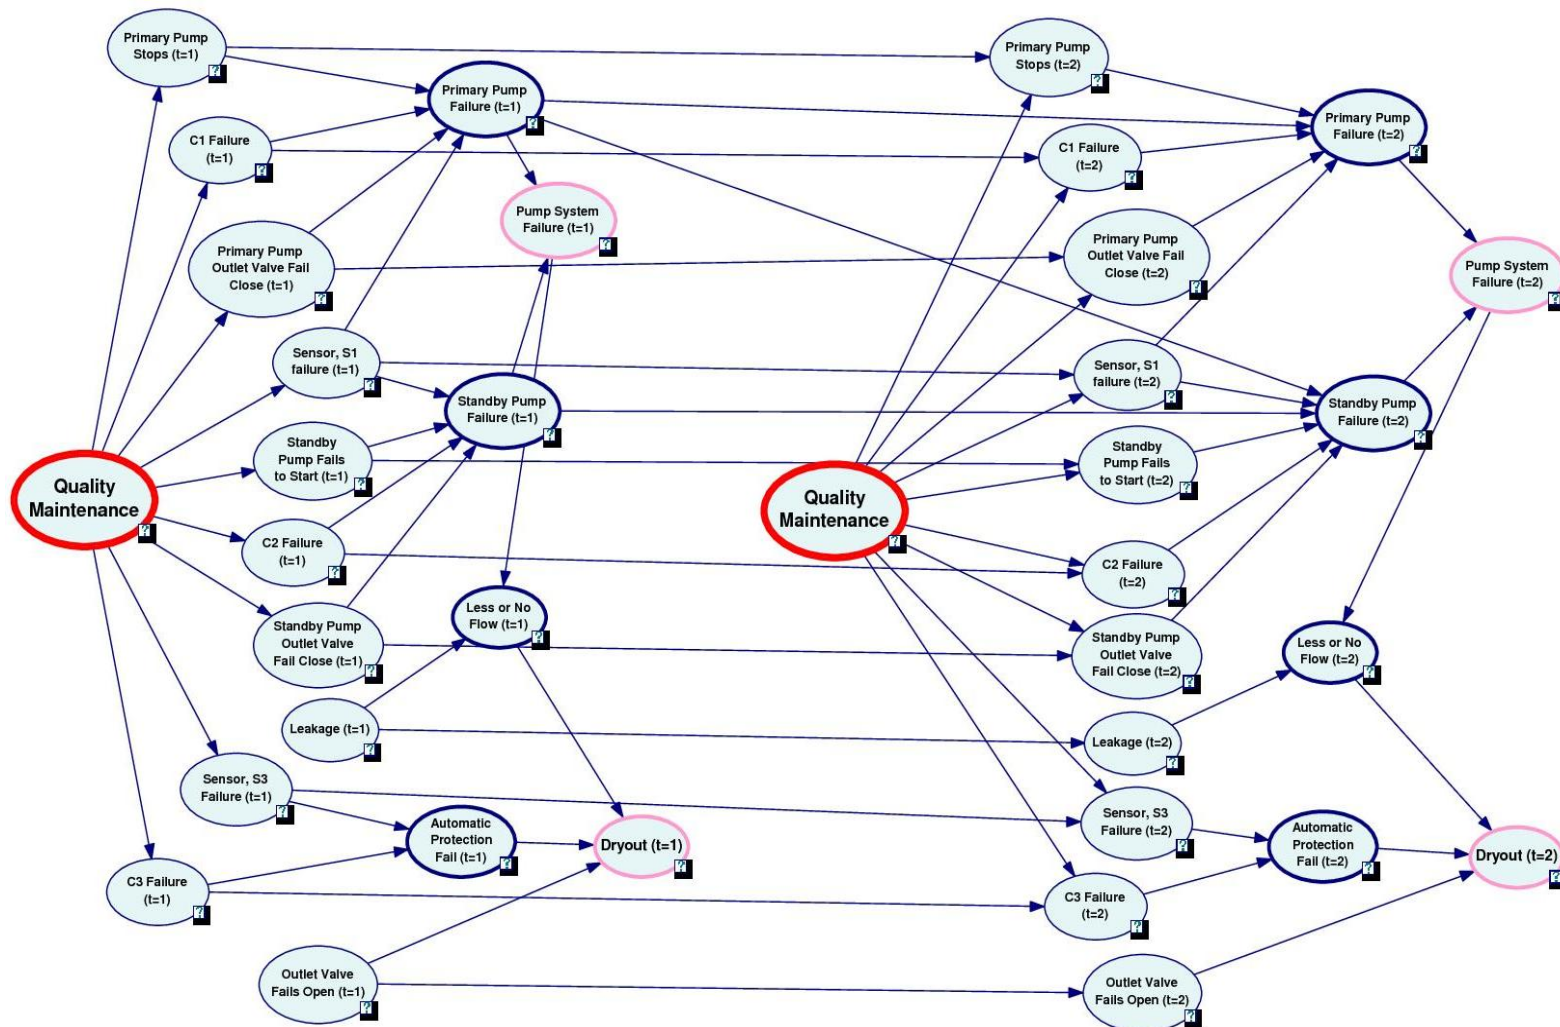 Primary Pump
Stops (t=1)
C1 Failure
(t=1)
Primary Pump
Outlet Valve Fail
Close (t=1)
Sensor, S1
failure (t=1)
Standby
Pump Fails
to Start (t=1)
Quality
Maintenance
C2 Failure
(t=1)
Standby Pump
Outlet Valve
Fail Close (t=1)
Leakage (t=1)
Sensor, S3
Failure (t=1)
C3 Failure
(t=1)
Outlet Valve
Fails Open (t=1)
Primary Pump
Failure (t=1)
Pump System
Failure (t=1)
Standby Pump
Failure (t=1)
Less or No
Flow (t=1)
Automatic
Protection
Fail (t=1)
Dryout (t=1)
Primary Pump
Stops (t=2)
C1 Failure
(t=2)
Primary Pump
Outlet Valve Fail
Close (t=2)
Sensor, S1
failure (t=2)
Standby
Pump Fails
to Start (t=2)
Quality
Maintenance
C2 Failure
(t=2)
Standby Pump
Outlet Valve
Fail Close (t=2)
Leakage (t=2)
Sensor, S3
Failure (t=2)
C3 Failure
(t=2)
Outlet Valve
Fails Open (t=2)
Primary Pump
Failure (t=2)
Pump System
Failure (t=2)
Standby Pump
Failure (t=2)
Less or No
Flow (t=2)
Automatic
Protection
Fail (t=2)
Dryout (t=2)